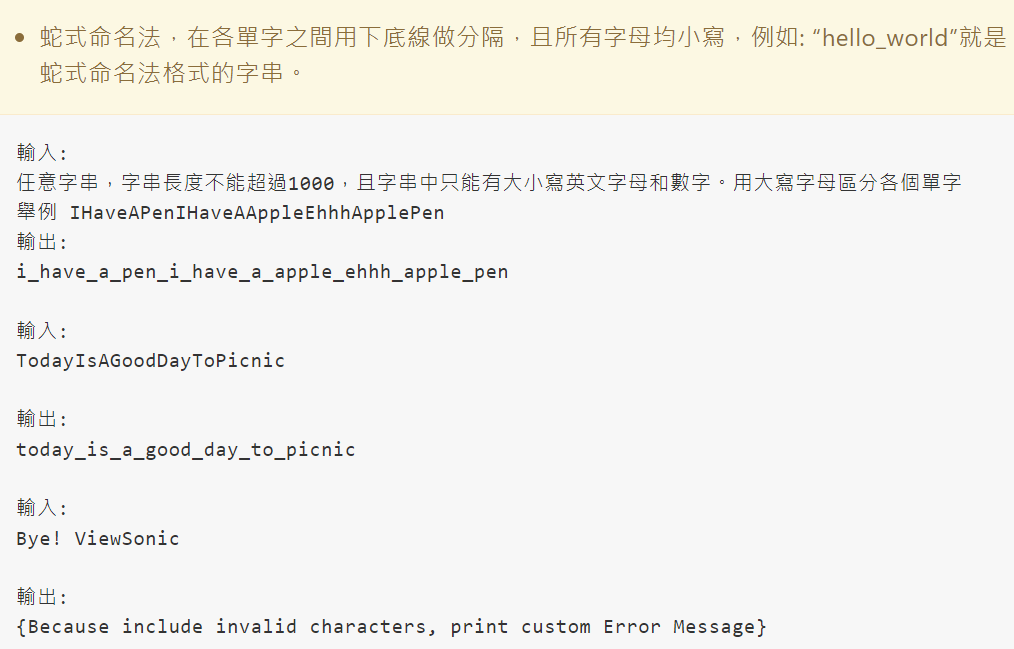 • 蛇式命名法，在各單字之間用下底線做分隔，且所有字母均小寫，例如: “hello_world”就是
蛇式命名法格式的字串。
輸入:
任意字串，字串長度不能超過1000，且字串中只能有大小寫英文字母和數字。用大寫字母區分各個單字
舉例 IHaveAPenIHaveAAppleEhhhApplePen
輸出:
i_have_a_pen_i_have_a_apple_ehhh_apple_pen
輸入:
TodayIsAGoodDayToPicnic
輸出:
today_is_a_good_day_to_picnic
輸入:
Bye! ViewSonic
輸出:
{Because include invalid characters, print custom Error Message}